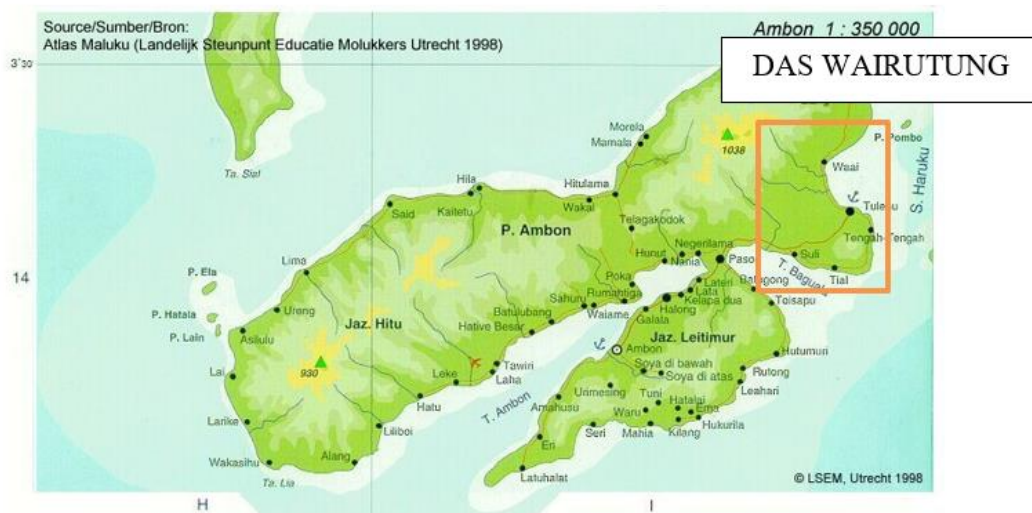 Source/Sumber/Bron:
Atlas Maluku (Landelijk Steunpunt Educatie Molukkers Utrecht 1998)
Ambon 1 : 350 000
DAS WAIRUTUNG
3°30
Ta. Sial
Morela
Mamala
1038
P. Pombo
S. Haruku
Waai
Hila
Kaitetu
Hitulama
Wakal
Said
Telagakodok
Tulehu
Tengah-Tengah
P. Ambon
Hunut
Negerilama
Nania
Paso
Suli
T. Baguala
Tial
Lima
14
P. Ela
Poka
Rumahtiga
Lateri
Lata
Kelapa dua
Toisapu
P. Hatala
Ureng
Jaz. Hitu
Batulubang
Sahuru
Waiame
Halong
Galala
Jaz. Leitimur
P. Lain
Asilulu
Hative Besar
Ambon
Hutumuri
930
Tawiri
Laha
Soya di bawah
Soya di atas
Rutong
Leahari
Lai
Leke
Hatu
T. Ambon
Urimesing
Tuni
Hatalai
Ema
Amahusu
Waru
Hukurila
Larike
Liliboi
Eri
Seri
Mahia
Kilang
Wakasihu
Alang
Latuhalat
Ta. Lia
© LSEM, Utrecht 1998
H
I